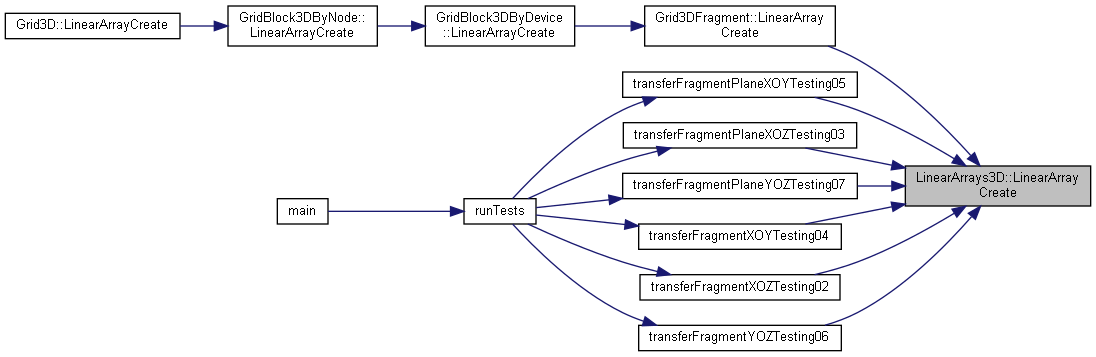 Grid3D::LinearArrayCreate
GridBlock3DByNode::
LinearArrayCreate
GridBlock3DByDevice
::LinearArrayCreate
Grid3DFragment::LinearArray
Create
transferFragmentPlaneXOYTesting05
transferFragmentPlaneXOZTesting03
transferFragmentPlaneYOZTesting07
LinearArrays3D::LinearArray
Create
main
runTests
transferFragmentXOYTesting04
transferFragmentXOZTesting02
transferFragmentYOZTesting06